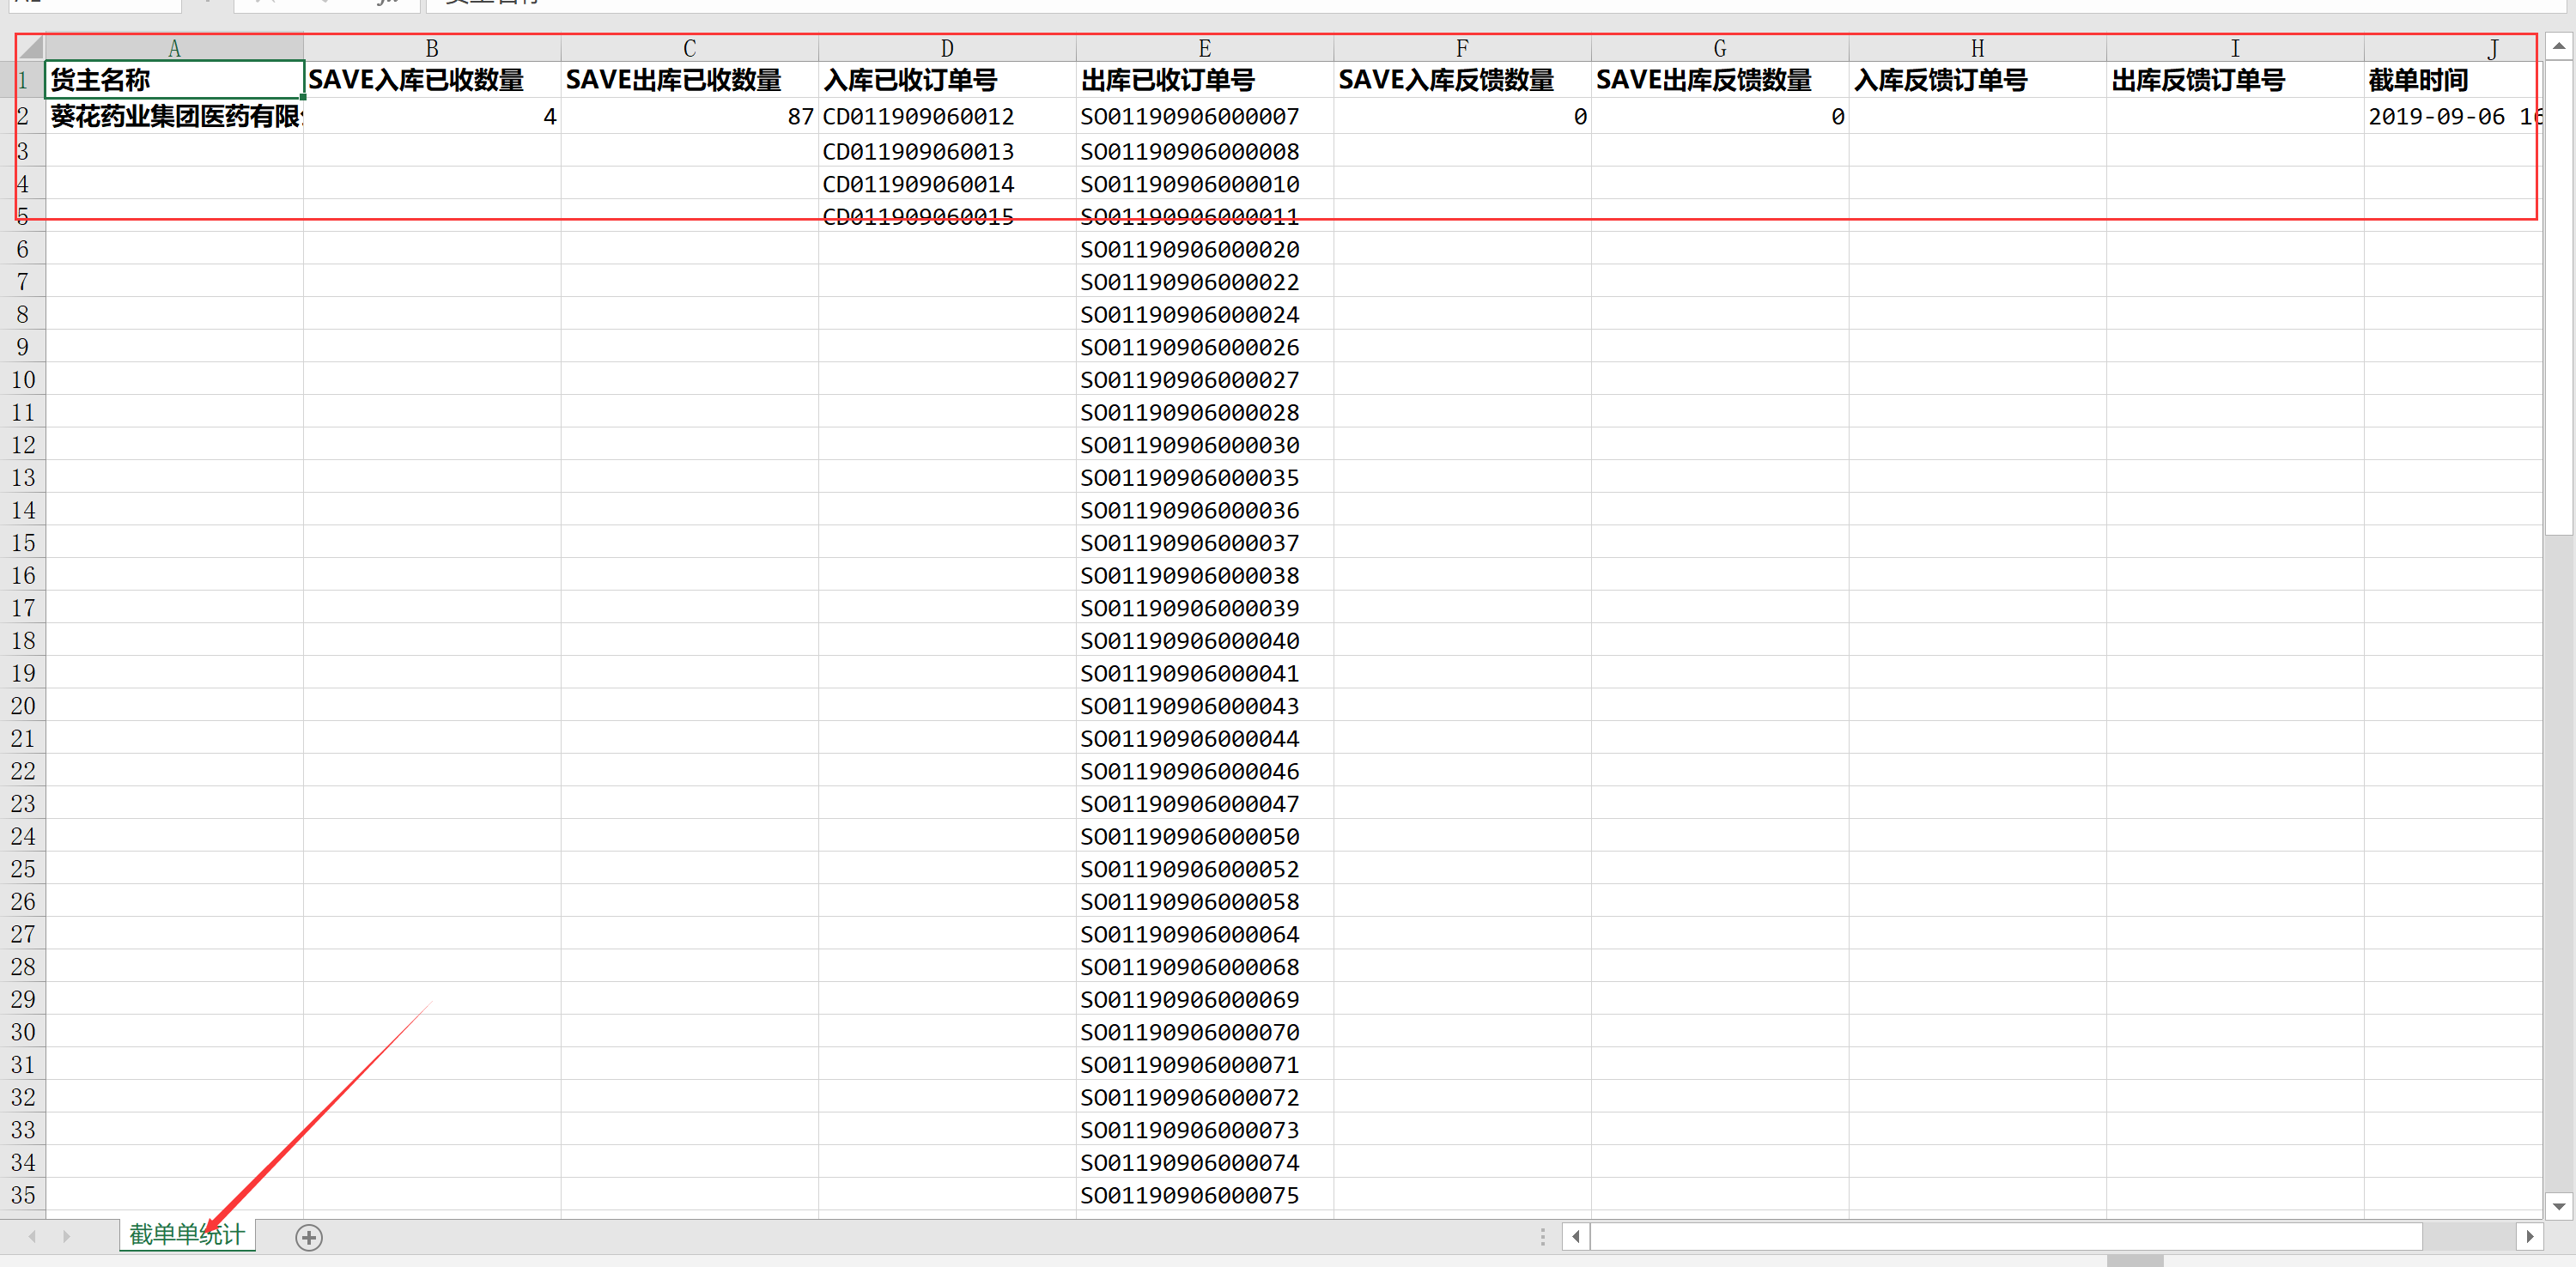 A B C D E F G H I J
1 货主名称 SAVE入库已收数量 SAVE出库已收数量 入库已收订单号 出库已收订单号 SAVE入库反馈数量 SAVE出库反馈数量 入库反馈订单号 出库反馈订单号 截单时间
2 葵花药业集团医药有限 4 87 CD011909060012 SO01190906000007 0 0 2019-09-06 16
3 CD011909060013 SO01190906000008
4 CD011909060014 SO01190906000010
5 CD011909060015 SO01190906000011
6 SO01190906000020
7 SO01190906000022
8 SO01190906000024
9 SO01190906000026
10 SO01190906000027
11 SO01190906000028
12 SO01190906000030
13 SO01190906000035
14 SO01190906000036
15 SO01190906000037
16 SO01190906000038
17 SO01190906000039
18 SO01190906000040
19 SO01190906000041
20 SO01190906000043
21 SO01190906000044
22 SO01190906000046
23 SO01190906000047
24 SO01190906000050
25 SO01190906000052
26 SO01190906000058
27 SO01190906000064
28 SO01190906000068
29 SO01190906000069
30 SO01190906000070
31 SO01190906000071
32 SO01190906000072
33 SO01190906000073
34 SO01190906000074
35 SO01190906000075
截单单统计